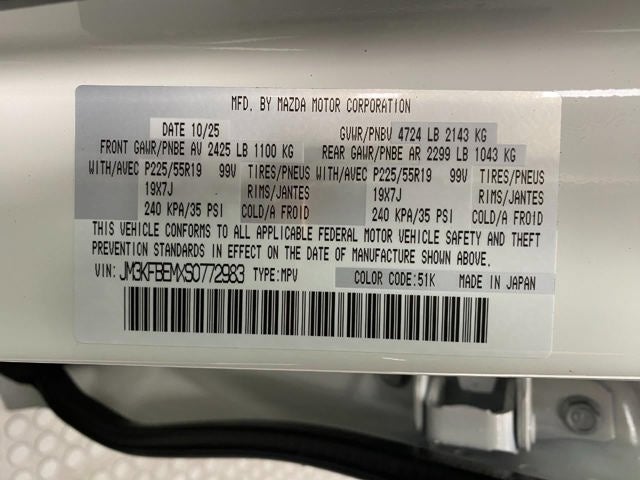 MFD. BY MAZDA MOTOR CORPORATION
DATE 10/25 GVWR/PNBV 4724 LB 2143 KG
FRONT GAWR/PNBE AV 2425 LB 1100 KG REAR GAWR/PNBE AR 2299 LB 1043 KG
WITH/AVEC P225/55R19 99V TIRES/PNEUS WITH/AVEC P225/55R19 99V TIRES/PNEUS
19X7J RIMS/JANTES 19X7J RIMS/JANTES
240 KPA/35 PSI COLD/A FROID 240 KPA/35 PSI COLD/A FROID
THIS VEHICLE CONFORMS TO ALL APPLICABLE FEDERAL MOTOR VEHICLE SAFETY AND THEFT
PREVENTION STANDARDS IN EFFECT ON THE DATE OF MANUFACTURE SHOWN ABOVE.
VIN: JM3KFBEMXS0772983 TYPE:MPV COLOR CODE:51K MADE IN JAPAN